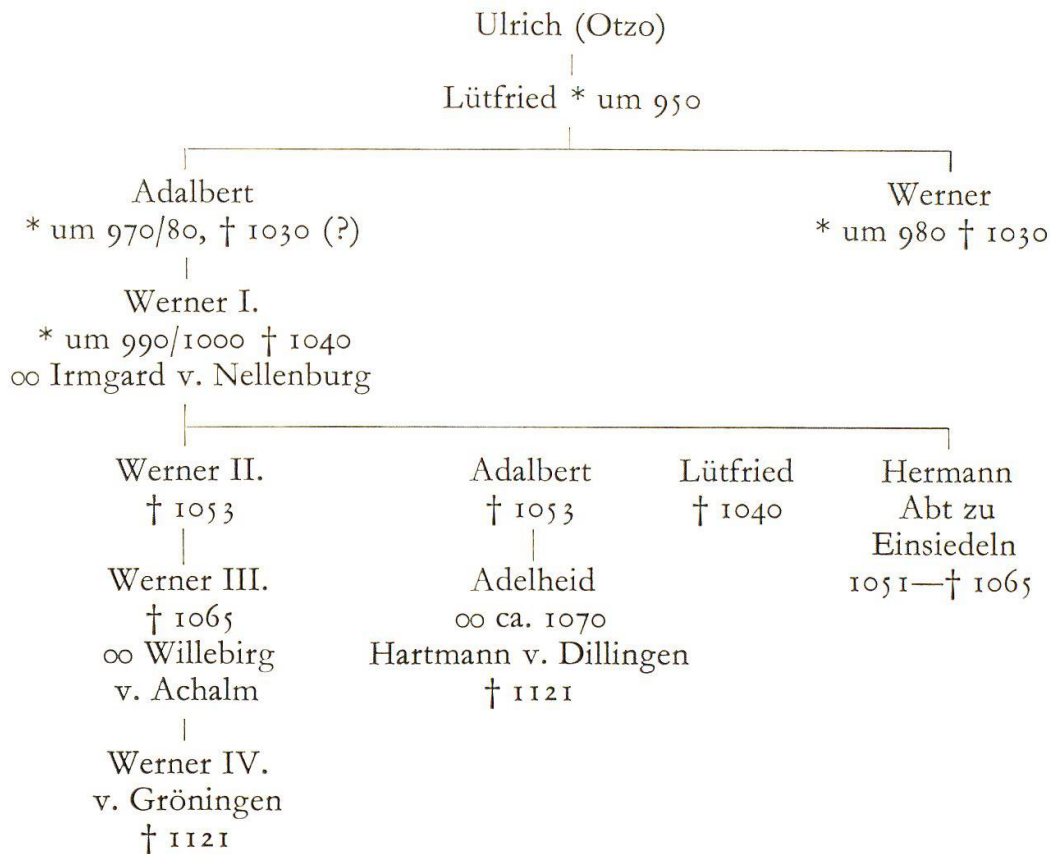 Ulrich (Otzo)
Lütfried * um 950
Adalbert
* um 970/80, † 1030 (?)
Werner
* um 980 † 1030
Werner I.
* um 990/1000 † 1040
∞ Irmgard v. Nellenburg
Werner II.
† 1053
Adalbert
† 1053
Lütfried
† 1040
Hermann
Abt zu
Einsiedeln
1051—† 1065
Werner III.
† 1065
∞ Willebirg
v. Achalm
Adelheid
∞ ca. 1070
Hartmann v. Dillingen
† 1121
Werner IV.
v. Gröningen
† 1121